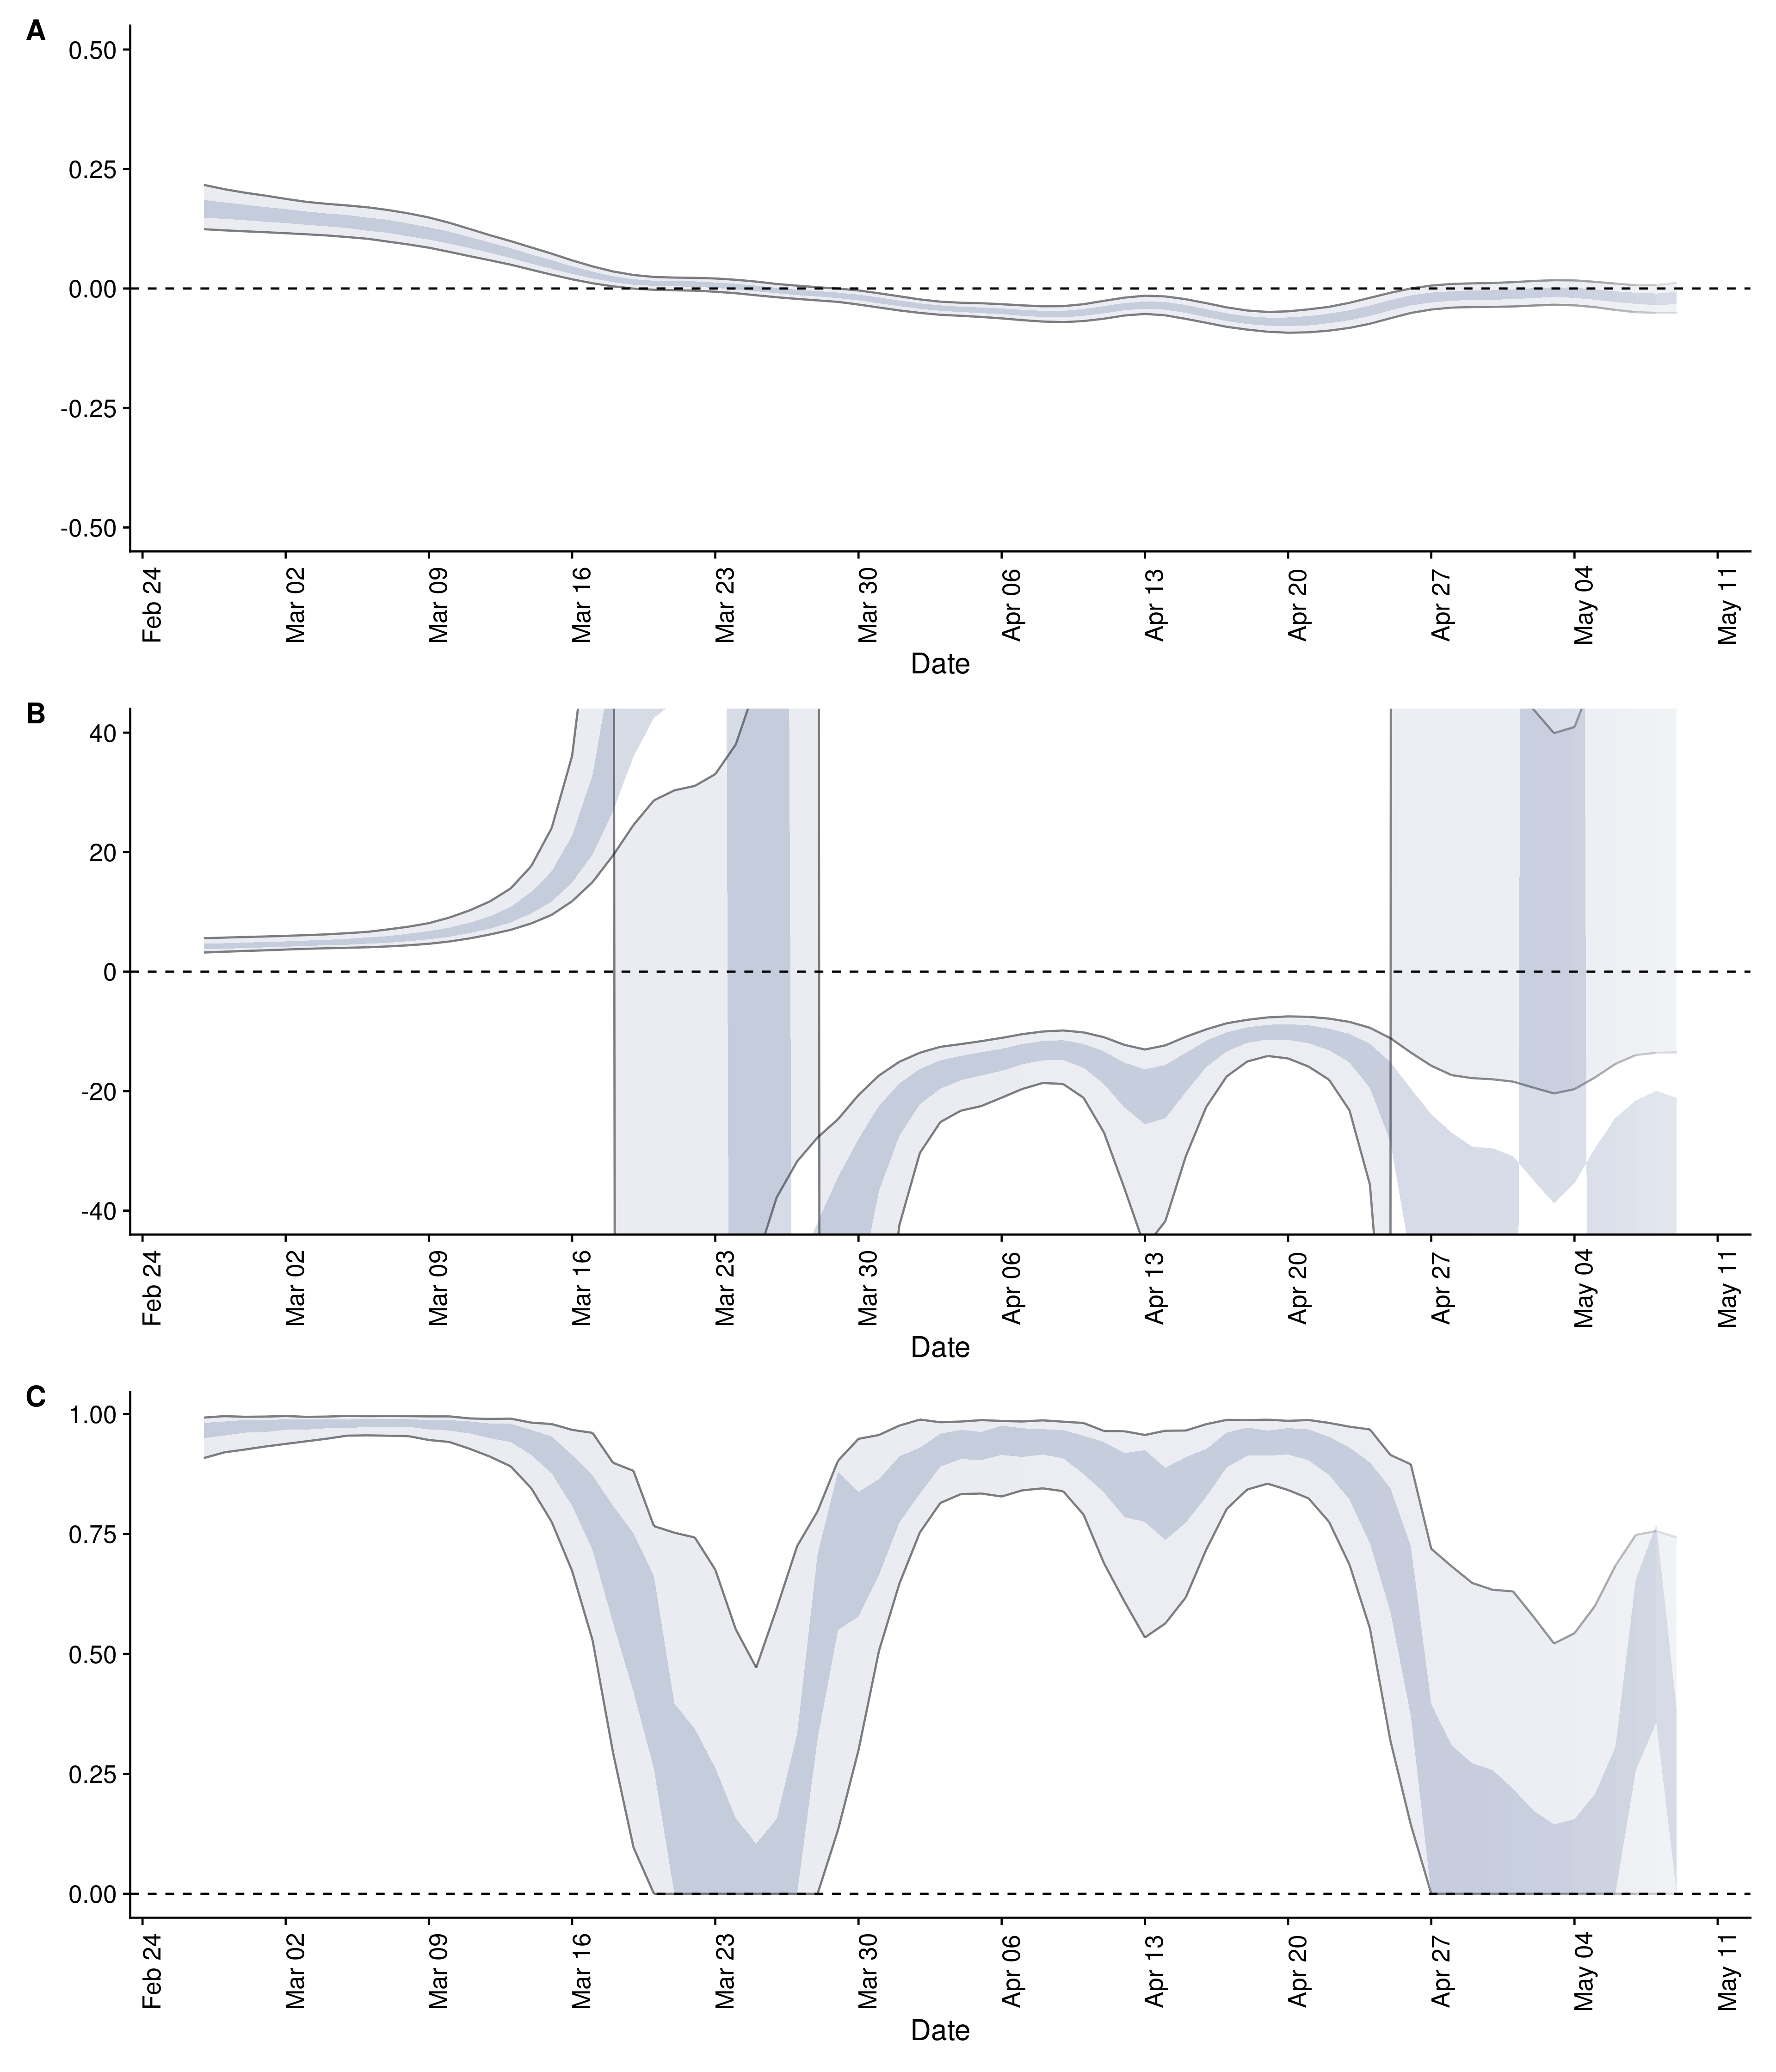 A
0.50
0.25
0.00
-0.25
-0.50
Feb 24
Mar 02
Mar 09
Mar 16
Mar 23
Mar 30
Apr 06
Apr 13
Apr 20
Apr 27
May 04
May 11
Date
B
40
20
0
-20
-40
Feb 24
Mar 02
Mar 09
Mar 16
Mar 23
Mar 30
Apr 06
Apr 13
Apr 20
Apr 27
May 04
May 11
Date
C
1.00
0.75
0.50
0.25
0.00
Feb 24
Mar 02
Mar 09
Mar 16
Mar 23
Mar 30
Apr 06
Apr 13
Apr 20
Apr 27
May 04
May 11
Date